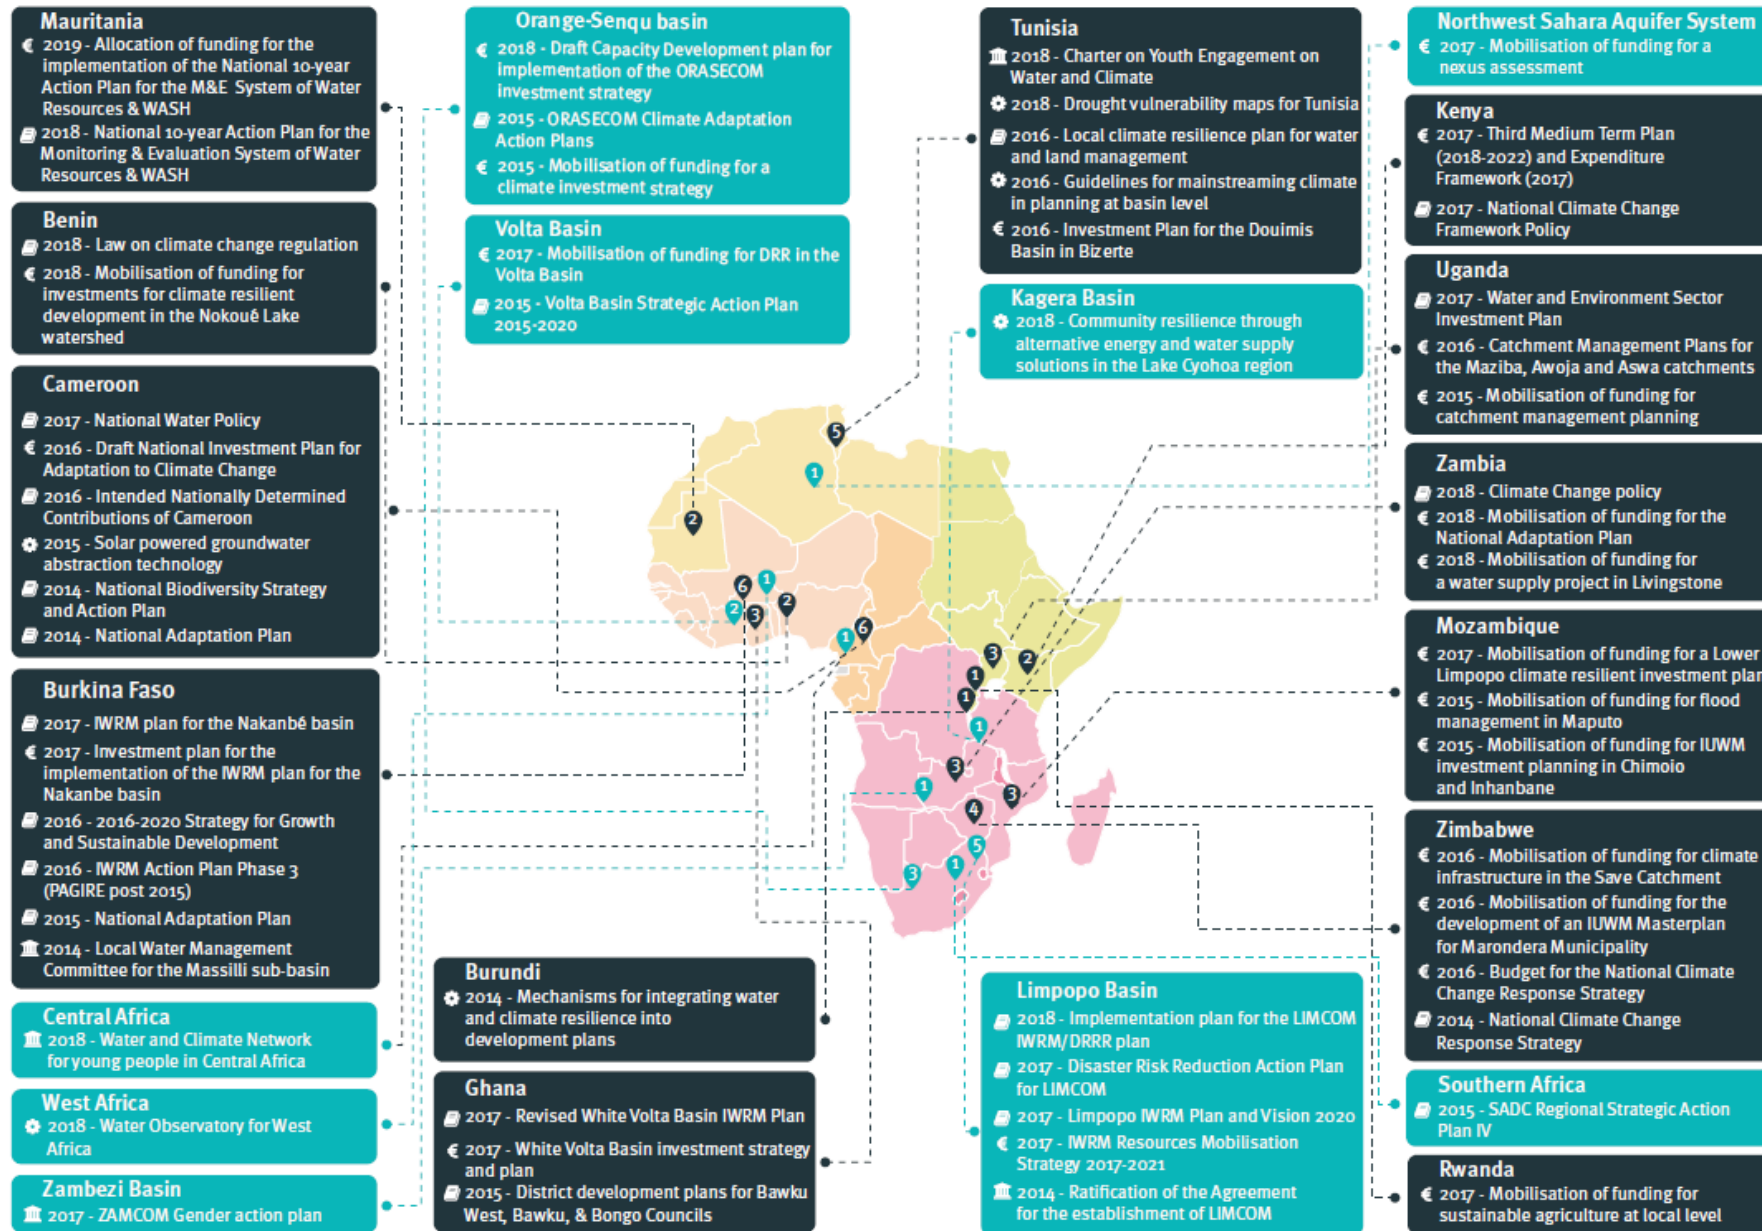 Mauritania
€ 2019 - Allocation of funding for the
implementation of the National 10-year
Action Plan for the M&E System of Water
Resources & WASH
2018 - National 10-year Action Plan for the
Monitoring & Evaluation System of Water
Resources & WASH
Benin
2018 - Law on climate change regulation
€ 2018 - Mobilisation of funding for
investments for climate resilient
development in the Nokoué Lake
watershed
Cameroon
2017 - National Water Policy
€ 2016 - Draft National Investment Plan for
Adaptation to Climate Change
2016 - Intended Nationally Determined
Contributions of Cameroon
2015 - Solar powered groundwater
abstraction technology
2014 - National Biodiversity Strategy
and Action Plan
2014 - National Adaptation Plan
Burkina Faso
2017 - IWRM plan for the Nakanbé basin
€ 2017 - Investment plan for the
implementation of the IWRM plan for the
Nakanbe basin
2016 - 2016-2020 Strategy for Growth
and Sustainable Development
2016 - IWRM Action Plan Phase 3
(PAGIRE post 2015)
2015 - National Adaptation Plan
2014 - Local Water Management
Committee for the Massilli sub-basin
Central Africa
2018 - Water and Climate Network
for young people in Central Africa
West Africa
2018 - Water Observatory for West
Africa
Zambezi Basin
2017 - ZAMCOM Gender action plan
Orange-Senqu basin
€ 2018 - Draft Capacity Development plan for
implementation of the ORASECOM
investment strategy
2015 - ORASECOM Climate Adaptation
Action Plans
€ 2015 - Mobilisation of funding for a
climate investment strategy
Volta Basin
€ 2017 - Mobilisation of funding for DRR in the
Volta Basin
2015 - Volta Basin Strategic Action Plan
2015-2020
Tunisia
2018 - Charter on Youth Engagement on
Water and Climate
2018 - Drought vulnerability maps for Tunisia
2016 - Local climate resilience plan for water
and land management
2016 - Guidelines for mainstreaming climate
in planning at basin level
€ 2016 - Investment Plan for the Douimis
Basin in Bizerte
Kagera Basin
2018 - Community resilience through
alternative energy and water supply
solutions in the Lake Cyohoa region
5
1
2
6
1
2
3
2
1
6
3
2
1
1
1
3
1
3
4
5
1
3
Burundi
2014 - Mechanisms for integrating water
and climate resilience into
development plans
Ghana
2017 - Revised White Volta Basin IWRM Plan
€ 2017 - White Volta Basin investment strategy
and plan
2015 - District development plans for Bawku
West, Bawku, & Bongo Councils
Limpopo Basin
2018 - Implementation plan for the LIMCOM
IWRM/DRRR plan
2017 - Disaster Risk Reduction Action Plan
for LIMCOM
2017 - Limpopo IWRM Plan and Vision 2020
€ 2017 - IWRM Resources Mobilisation
Strategy 2017-2021
2014 - Ratification of the Agreement
for the establishment of LIMCOM
Northwest Sahara Aquifer System
€ 2017 - Mobilisation of funding for a
nexus assessment
Kenya
€ 2017 - Third Medium Term Plan
(2018-2022) and Expenditure
Framework (2017)
2017 - National Climate Change
Framework Policy
Uganda
2017 - Water and Environment Sector
Investment Plan
€ 2016 - Catchment Management Plans for
the Maziba, Awoja and Aswa catchments
€ 2015 - Mobilisation of funding for
catchment management planning
Zambia
2018 - Climate Change policy
€ 2018 - Mobilisation of funding for the
National Adaptation Plan
€ 2018 - Mobilisation of funding for
a water supply project in Livingstone
Mozambique
€ 2017 - Mobilisation of funding for a Lower
Limpopo climate resilient investment plan
€ 2015 - Mobilisation of funding for flood
management in Maputo
€ 2015 - Mobilisation of funding for IUWM
investment planning in Chimoio
and Inhanbane
Zimbabwe
€ 2016 - Mobilisation of funding for climate
infrastructure in the Save Catchment
€ 2016 - Mobilisation of funding for the
development of an IUWM Masterplan
for Marondera Municipality
€ 2016 - Budget for the National Climate
Change Response Strategy
2014 - National Climate Change
Response Strategy
Southern Africa
2015 - SADC Regional Strategic Action
Plan IV
Rwanda
€ 2017 - Mobilisation of funding for
sustainable agriculture at local level